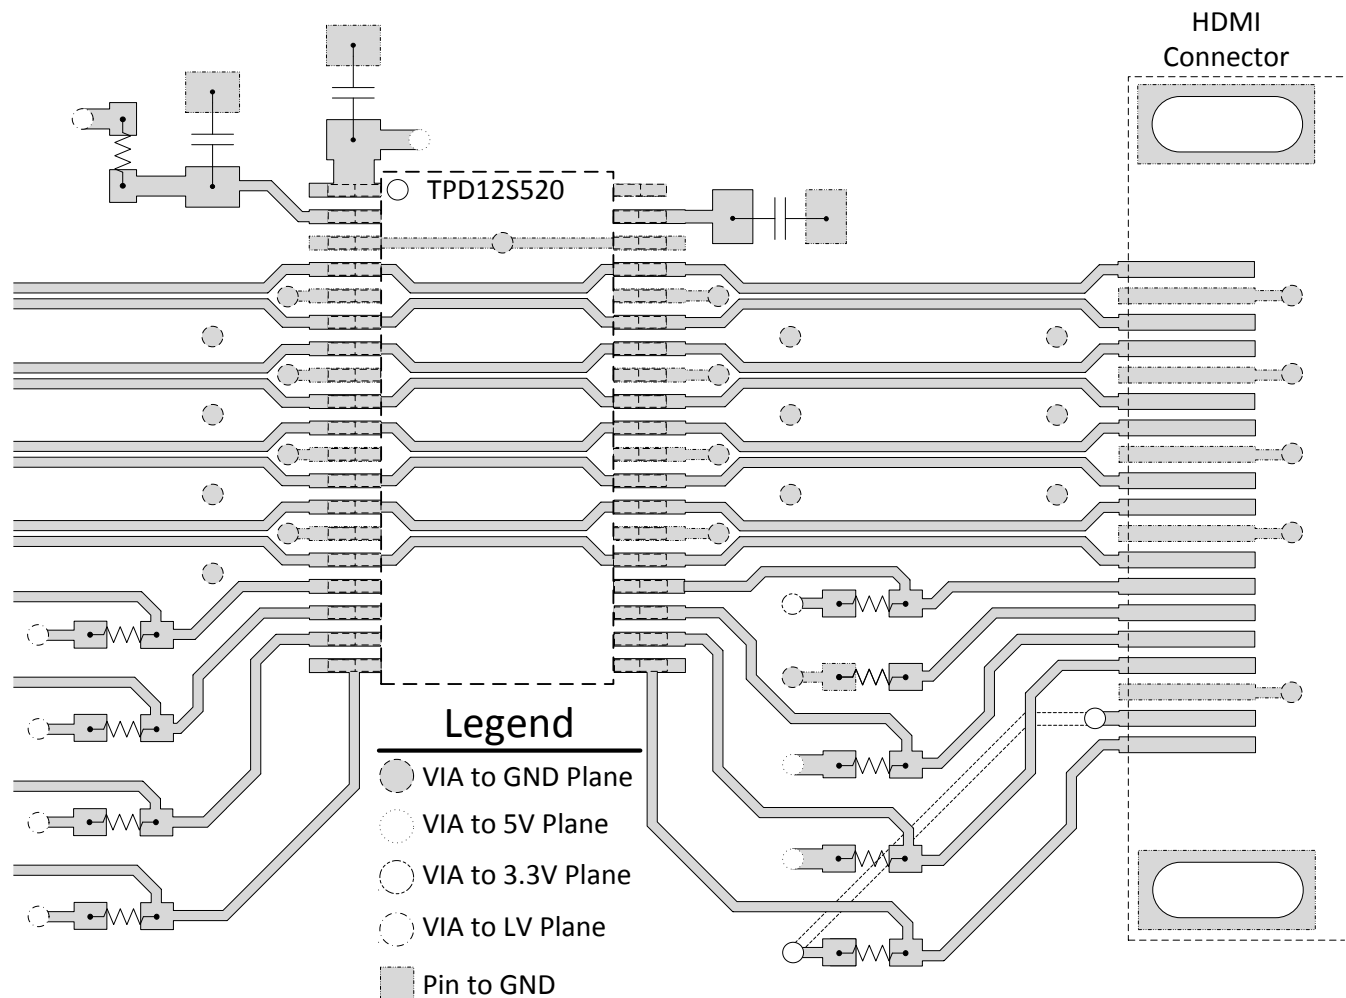 HDMI
Connector
TPD12S520
Legend
VIA to GND Plane
VIA to 5V Plane
VIA to 3.3V Plane
VIA to LV Plane
Pin to GND